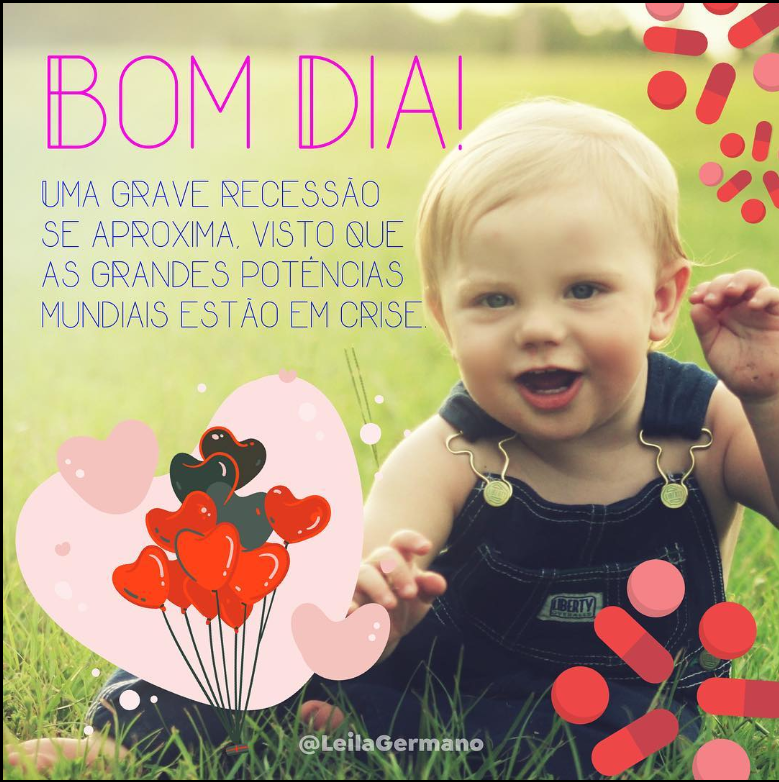 BOM DIA!
UMA GRAVE RECESSÃO
SE APROXIMA, VISTO QUE
AS GRANDES POTÊNCIAS
MUNDIAIS ESTÃO EM CRISE.
LIBERTY
@LeilaGermano